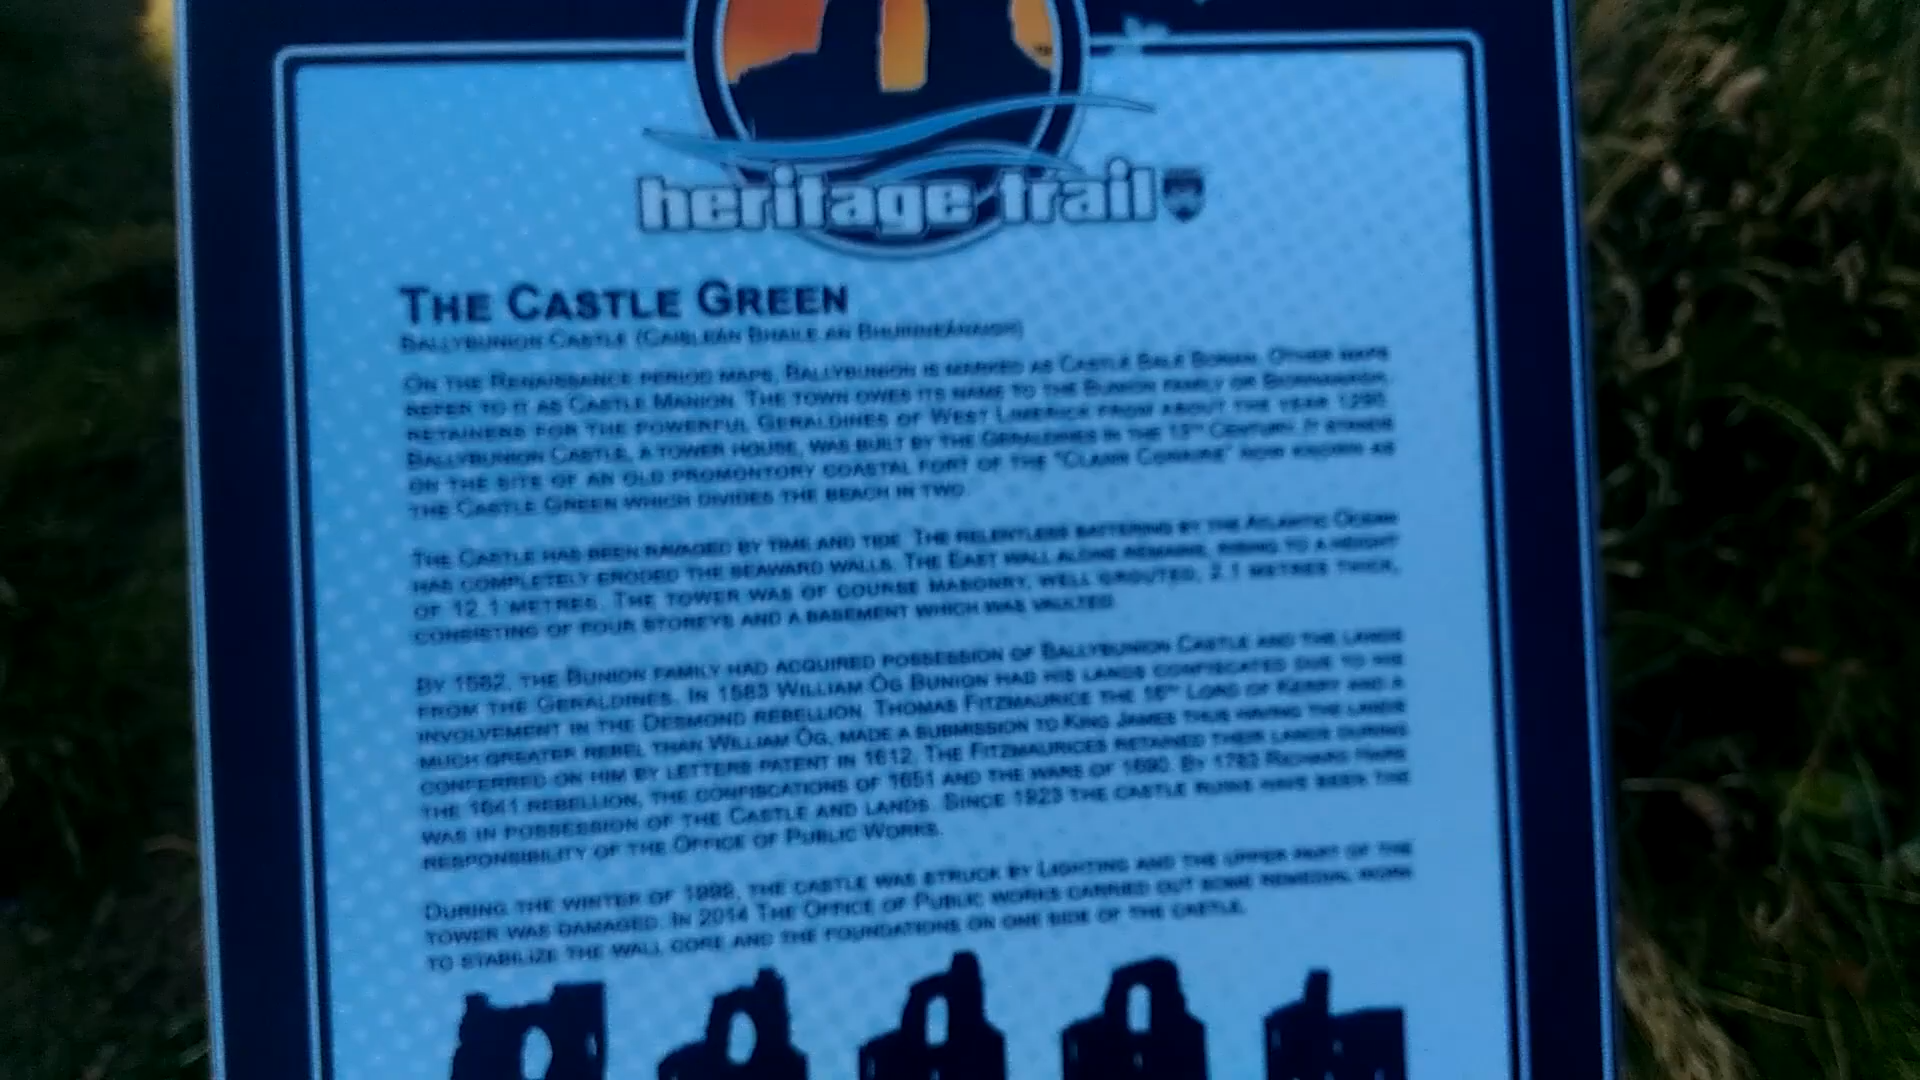 heritage trail
THE CASTLE GREEN
BALLYBUNION CASTLE (CAISLEÁN BHAILE AN BHUINNEÁNAIGH)
ON THE RENAISSANCE PERIOD MAPS, BALLYBUNION IS MARKED AS CASTLE BALE BONAN. OTHER MAPS
REFER TO IT AS CASTLE MANION. THE TOWN OWES ITS NAME TO THE BUNION FAMILY OR
RETAINERS FOR THE POWERFUL GERALDINES OF WEST LIMERICK FROM ABOUT THE YEAR 1290.
BALLYBUNION CASTLE, A TOWER HOUSE, WAS BUILT BY THE GERALDINES IN THE CENTURY. IT STANDS
ON THE SITE OF AN OLD PROMONTORY COASTAL FORT OF THE "CLANN CONAIRE" NOW KNOWN AS
THE CASTLE GREEN WHICH DIVIDES THE BEACH IN TWO.
THE CASTLE HAS BEEN RAVAGED BY TIME AND TIDE. THE RELENTLESS BATTERING BY THE ATLANTIC OCEAN
HAS COMPLETELY ERODED THE SEAWARD WALLS. THE EAST WALL ALONE REMAINS, RISING TO A HEIGHT
OF 12.1 METRES. THE TOWER WAS OF COURSE MASONRY, WELL GROUTED, 2.1 METRES THICK,
CONSISTING OF FOUR STOREYS AND A BASEMENT WHICH WAS VAULTED.
BY 1582, THE BUNION FAMILY HAD ACQUIRED POSSESSION OF BALLYBUNION CASTLE AND THE LANDS
FROM THE GERALDINES. IN 1583 WILLIAM ÓG BUNION HAD HIS LANDS CONFISCATED DUE TO HIS
INVOLVEMENT IN THE DESMOND REBELLION. THOMAS FITZMAURICE THE 16TH LORD OF KERRY AND A
MUCH GREATER REBEL THAN WILLIAM ÓG, MADE A SUBMISSION TO KING JAMES THUS HAVING THE LANDS
CONFERRED ON HIM BY LETTERS PATENT IN 1612. THE FITZMAURICES RETAINED THEIR LANDS DURING
THE 1641 REBELLION, THE CONFISCATIONS OF 1651 AND THE WARS OF 1690. BY 1783 RICHARD HARE
WAS IN POSSESSION OF THE CASTLE AND LANDS. SINCE 1923 THE CASTLE RUINS HAVE BEEN THE
RESPONSIBILITY OF THE OFFICE OF PUBLIC WORKS.
DURING THE WINTER OF 1998, THE CASTLE WAS STRUCK BY LIGHTING AND THE UPPER PART OF THE
TOWER WAS DAMAGED. IN 2014 THE OFFICE OF PUBLIC WORKS CARRIED OUT SOME REMEDIAL WORK
TO STABILIZE THE WALL CORE AND THE FOUNDATIONS ON ONE SIDE OF THE CASTLE.